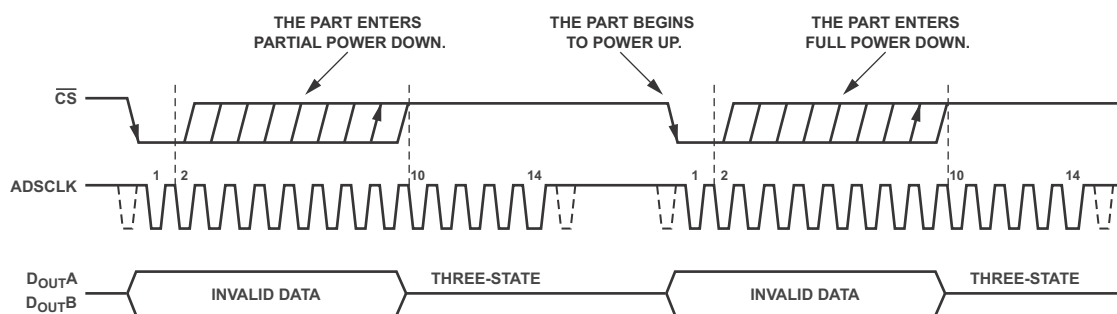 THE PART ENTERS
PARTIAL POWER DOWN.
THE PART BEGINS
TO POWER UP.
THE PART ENTERS
FULL POWER DOWN.
CS
ADSCLK
1 2 10 14 1 2 10 14
DOUTA
DOUTB
INVALID DATA
THREE-STATE
INVALID DATA
THREE-STATE